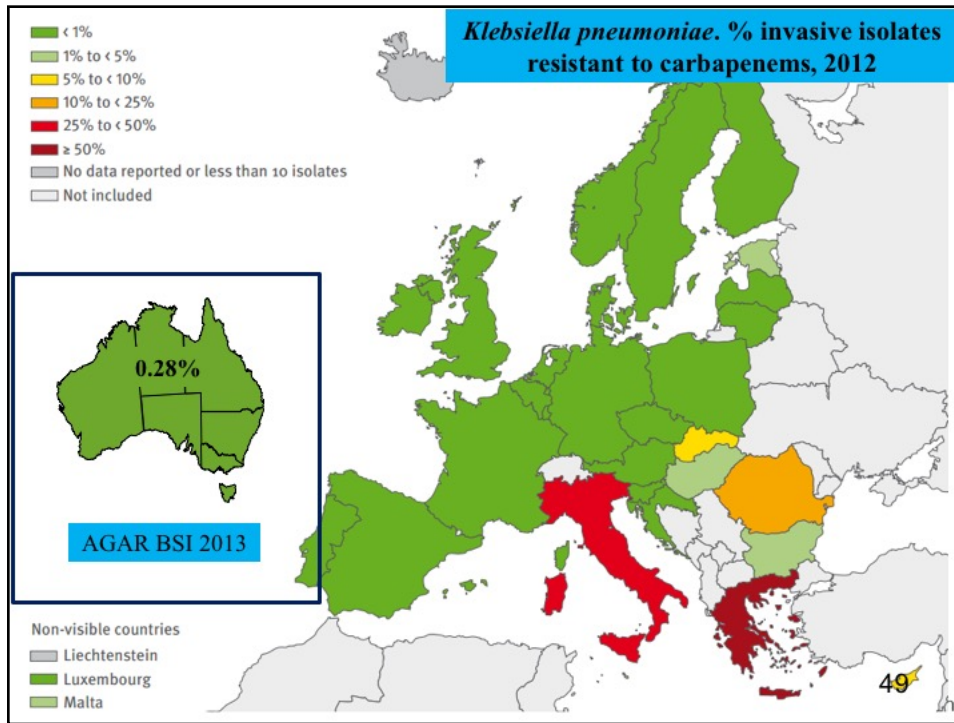 < 1%
1% to < 5%
5% to < 10%
10% to < 25%
25% to < 50%
≥ 50%
No data reported or less than 10 isolates
Not included
Klebsiella pneumoniae. % invasive isolates
resistant to carbapenems, 2012
0.28%
AGAR BSI 2013
Non-visible countries
Liechtenstein
Luxembourg
Malta
49